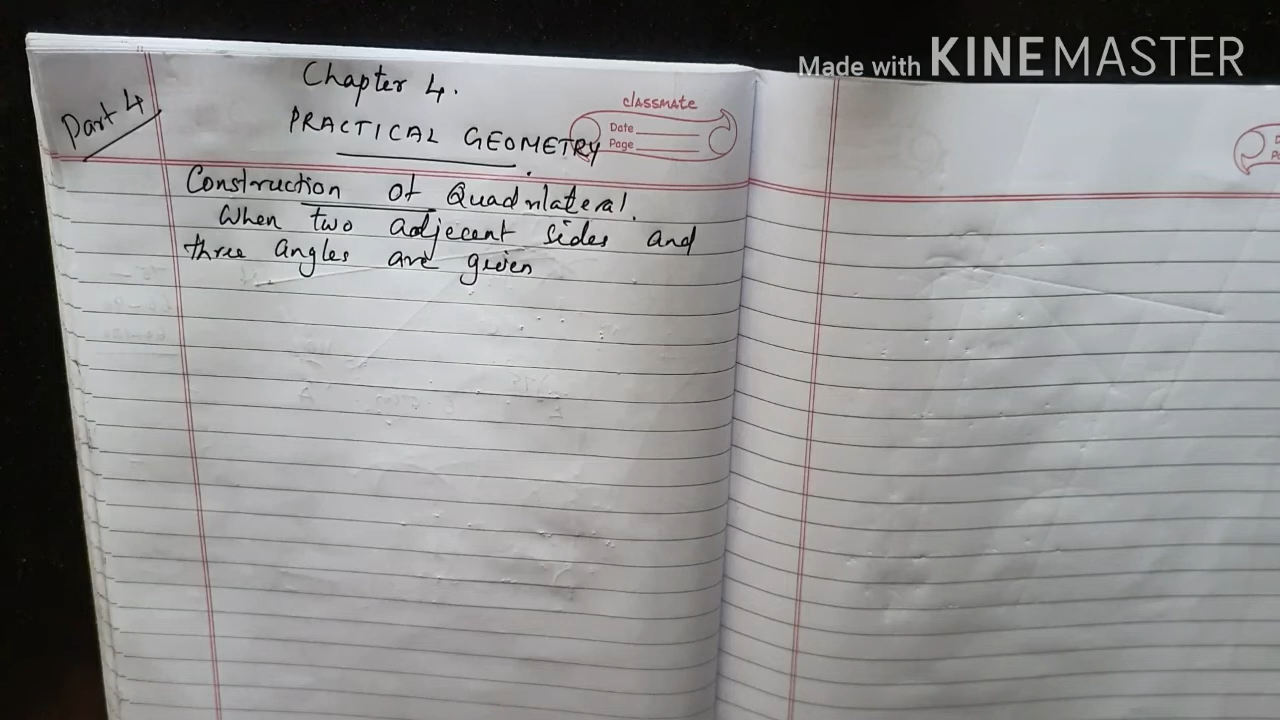 Made with KINEMASTER
Part 4
Chapter 4.
PRACTICAL GEOMETRY
classmate
Date
Page
Construction of Quadrilateral.
When two adjecent sides and
three angles are given